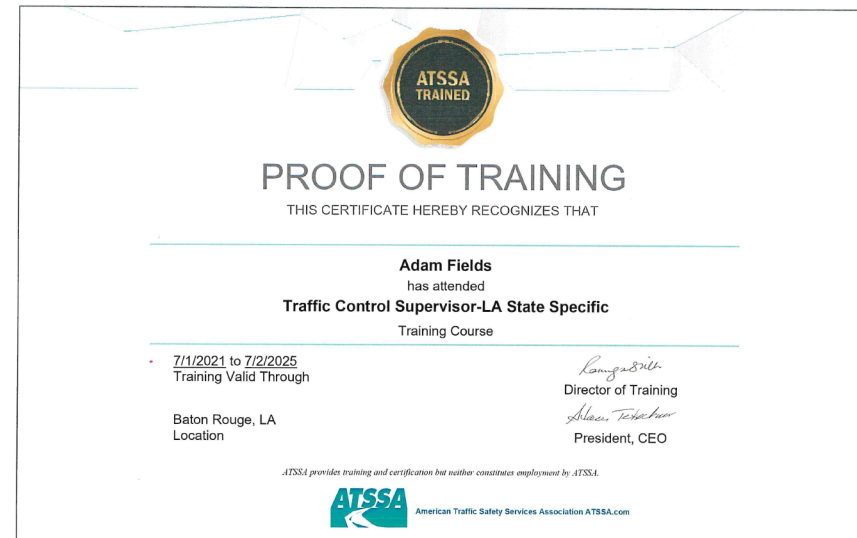 ATSSA
TRAINED
PROOF OF TRAINING
THIS CERTIFICATE HEREBY RECOGNIZES THAT
Adam Fields
has attended
Traffic Control Supervisor-LA State Specific
Training Course
7/1/2021 to 7/2/2025
Training Valid Through
Director of Training
Baton Rouge, LA
Location
President, CEO
ATSSA provides training and certification but neither constitutes employment by ATSSA.
ATSSA
American Traffic Safety Services Association ATSSA.com